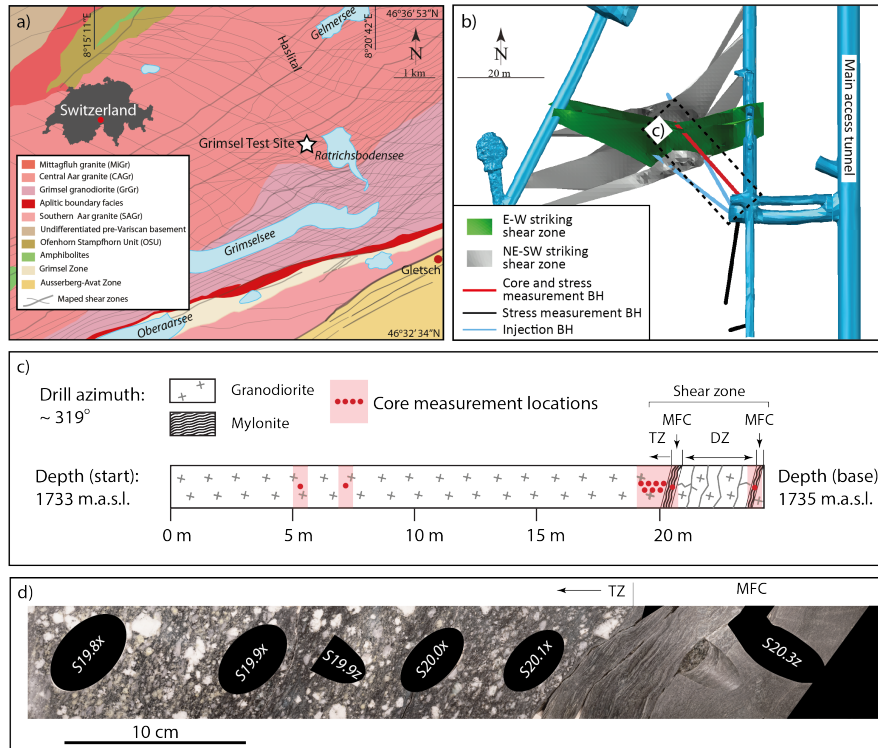 a)
8°15'11"E
Haslital
Gelmersee
8°20'40"E
46°36'53"N
N
1 km
Switzerland
Grimsel Test Site
Ratrichsbodensee
Mittagfluh granite (MiGr)
Central Aar granite (CAGr)
Grimsel granodiorite (GrGr)
Aplitic boundary facies
Southern Aar granite (SAGr)
Undifferentiated pre-Variscan basement
Ofenhorn Stampfhorn Unit (OSU)
Amphibolites
Grimsel Zone
Ausserberg-Avat Zone
Maped shear zones
Grimselsee
Gletsch
Oberaarsee
46°32'34"N
b)
N
20 m
c)
Main access tunnel
E-W striking
shear zone
NE-SW striking
shear zone
Core and stress
measurement BH
Stress measurement BH
Injection BH
c)
Drill azimuth:
~ 319°
Granodiorite
Mylonite
Core measurement locations
Shear zone
MFC
MFC
TZ
DZ
Depth (start):
1733 m.a.s.l.
Depth (base)
1735 m.a.s.l.
0 m
5 m
10 m
15 m
20 m
d)
TZ
MFC
S19.8x
S19.9x
S19.9z
S20.0x
S20.1x
S20.3z
10 cm